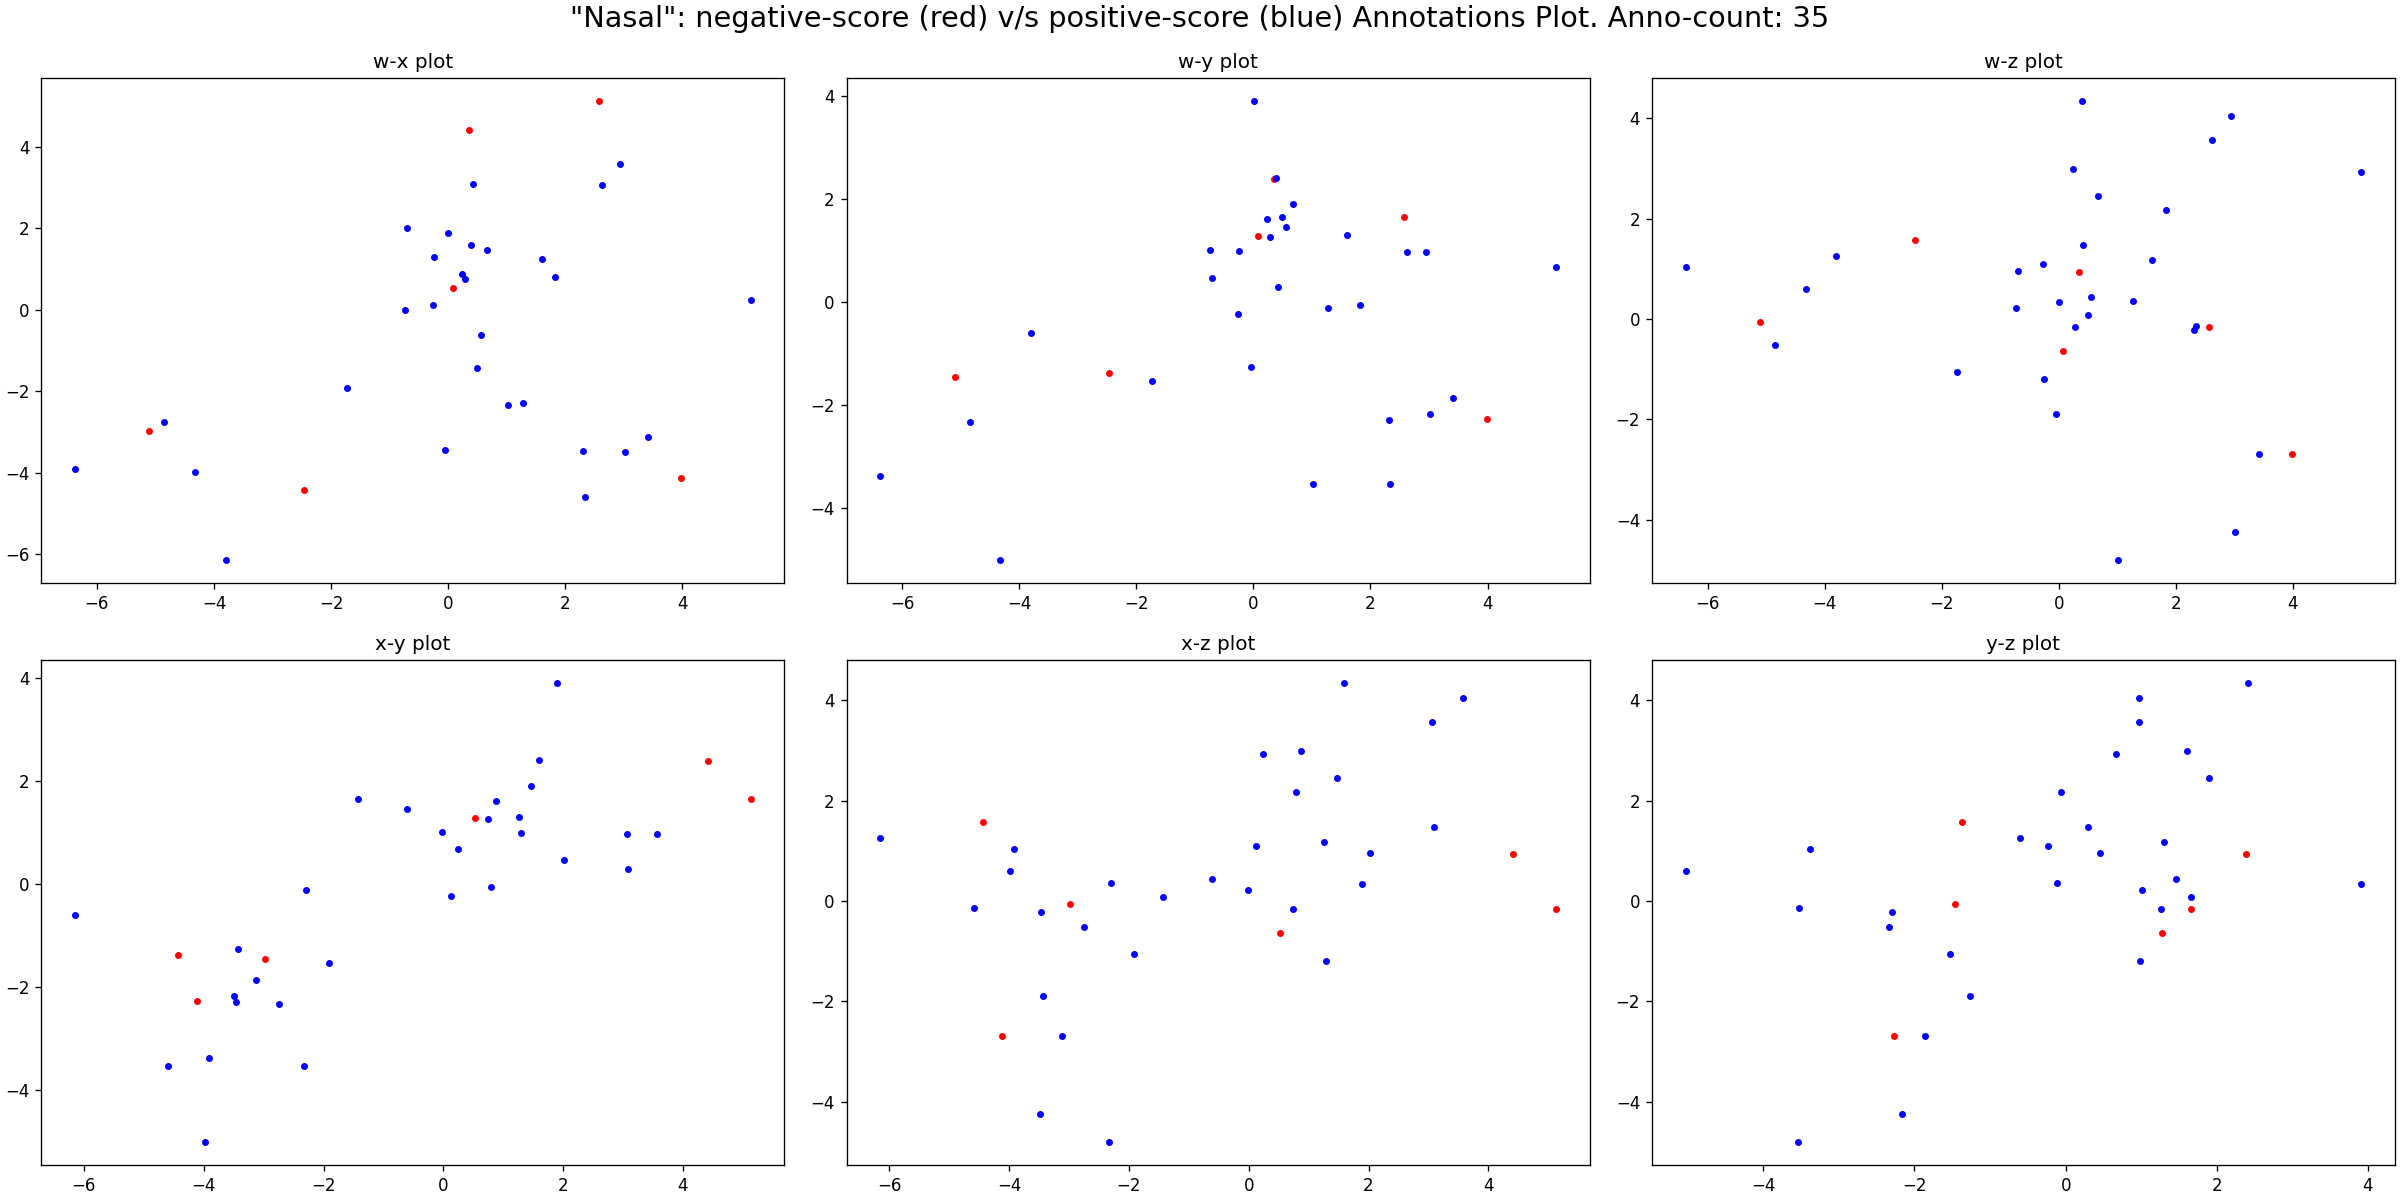 "Nasal": negative-score (red) v/s positive-score (blue) Annotations Plot. Anno-count: 35
w-x plot
w-y plot
w-z plot
4
2
0
−2
−4
−6
4
2
0
−2
−4
4
2
0
−2
−4
−6 −4 −2 0 2 4
−6 −4 −2 0 2 4
−6 −4 −2 0 2 4
x-y plot
x-z plot
y-z plot
4
2
0
−2
−4
4
2
0
−2
−4
4
2
0
−2
−4
−6 −4 −2 0 2 4
−6 −4 −2 0 2 4
−4 −2 0 2 4